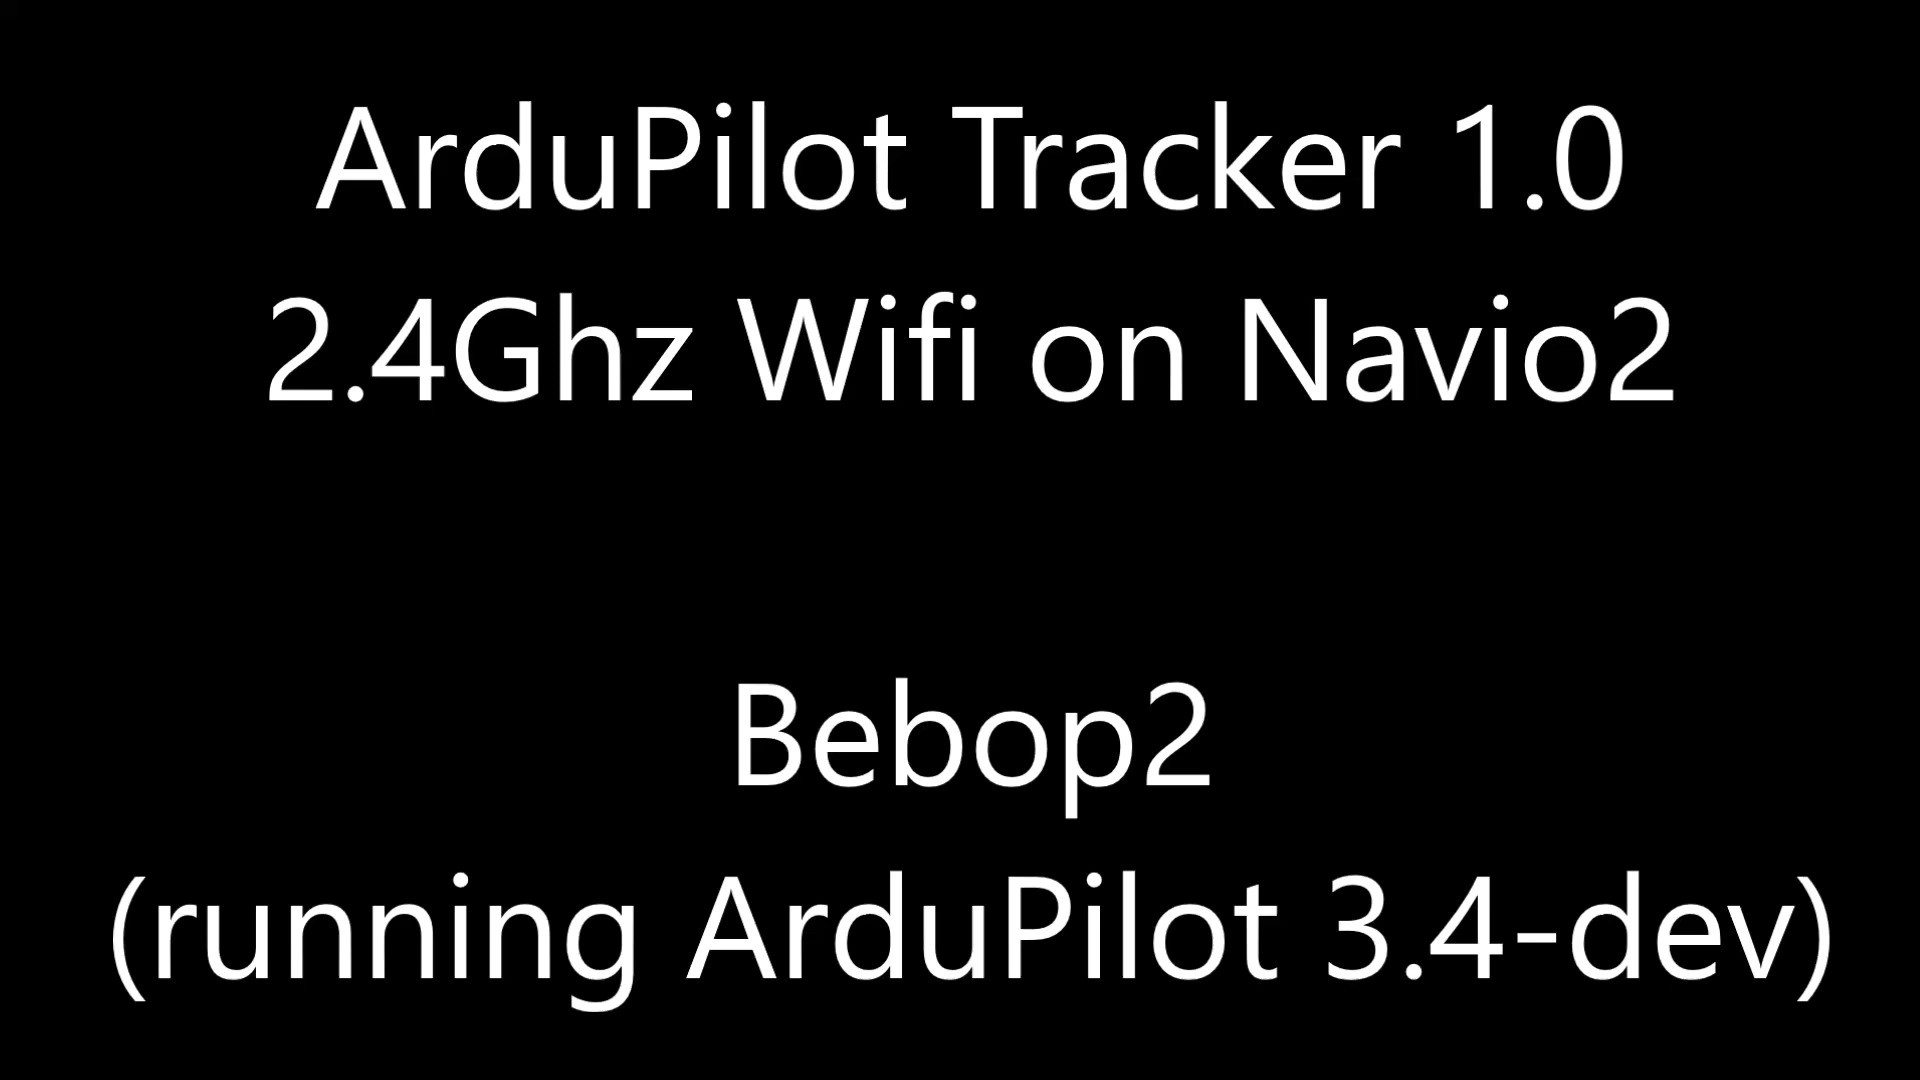 ArduPilot Tracker 1.0
2.4Ghz Wifi on Navio2
Bebop2
(running ArduPilot 3.4-dev)